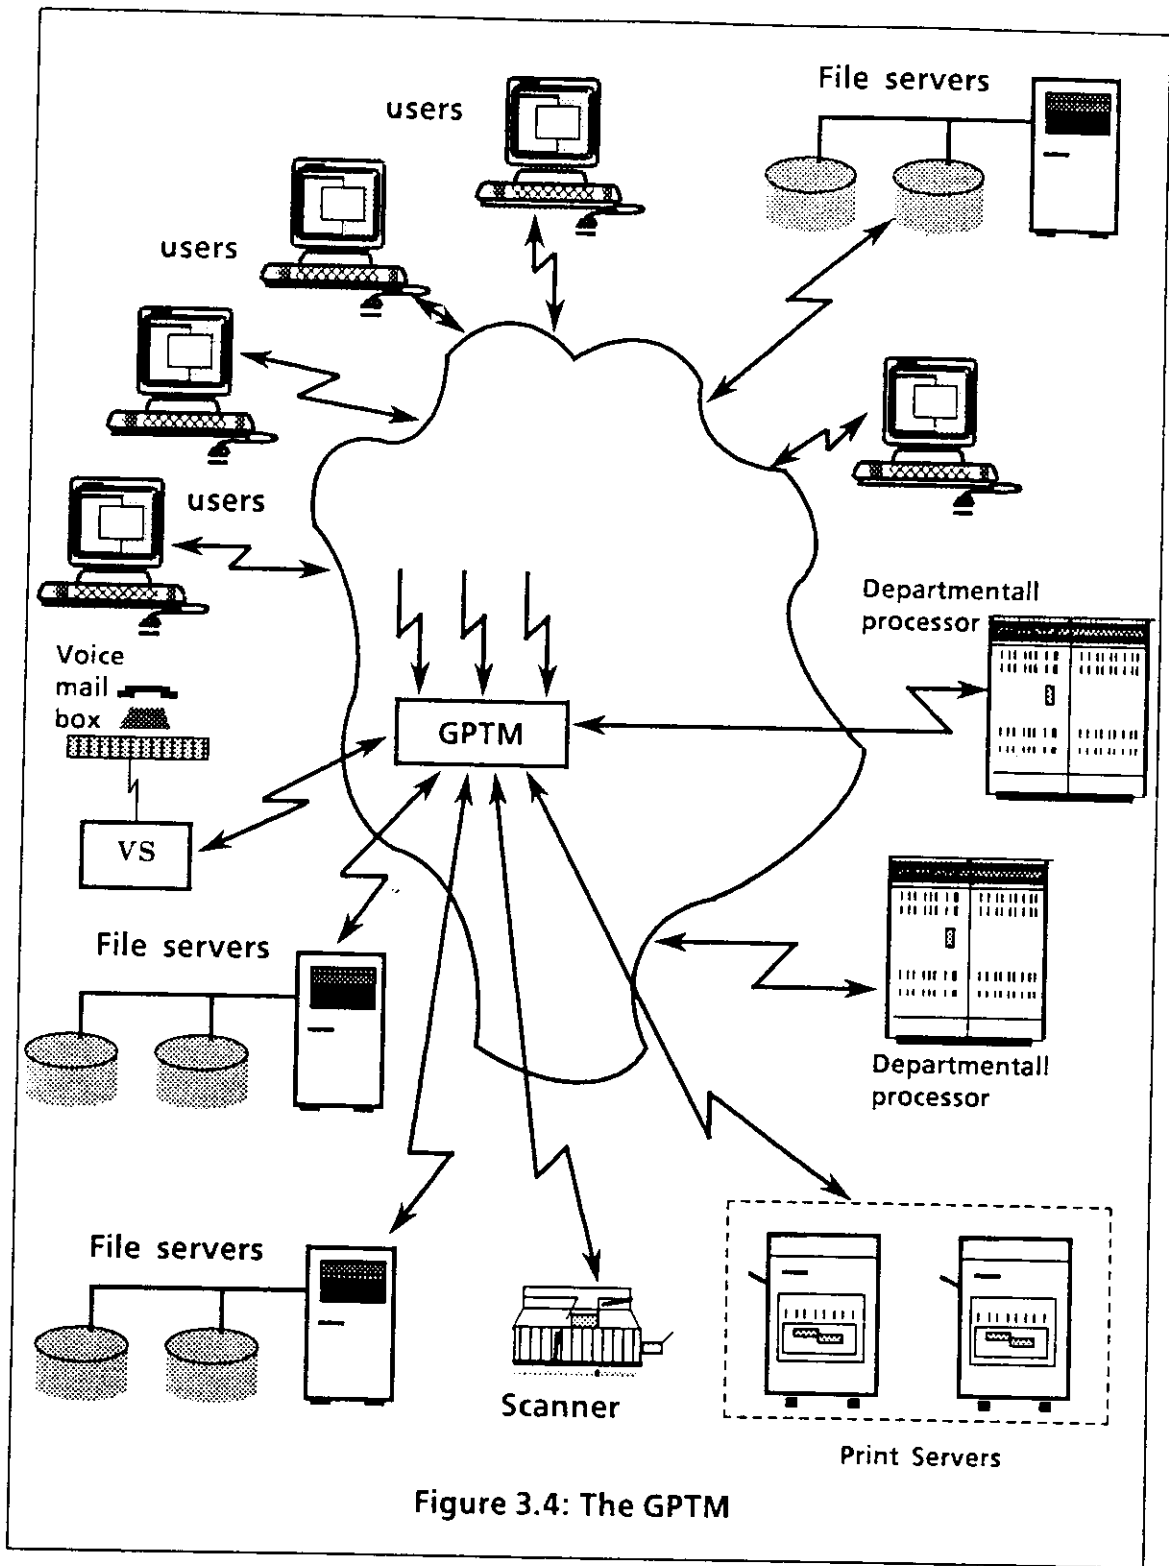 users
File servers
users
users
Departmentall
processor
Voice
mail
box
GPTM
VS
File servers
Departmentall
processor
File servers
Scanner
Print Servers
Figure 3.4: The GPTM